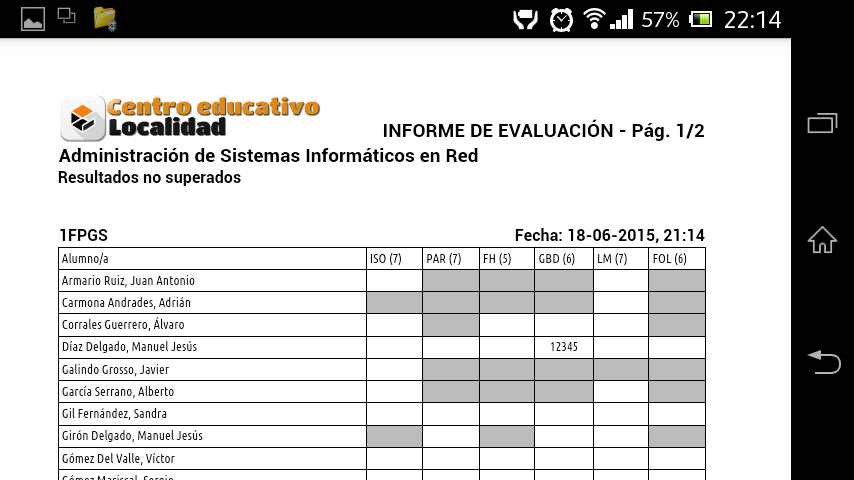 57% 22:14
Centro educativo
Localidad
INFORME DE EVALUACIÓN - Pág. 1/2
Administración de Sistemas Informáticos en Red
Resultados no superados
1FPGS Fecha: 18-06-2015, 21:14
Alumno/a ISO (7) PAR (7) FH (5) GBD (6) LM (7) FOL (6)
Armario Ruiz, Juan Antonio
Carmona Andrades, Adrián
Corrales Guerrero, Álvaro
Díaz Delgado, Manuel Jesús 12345
Galindo Grosso, Javier
García Serrano, Alberto
Gil Fernández, Sandra
Girón Delgado, Manuel Jesús
Gómez Del Valle, Víctor
Gómez Mariscal, Sergio